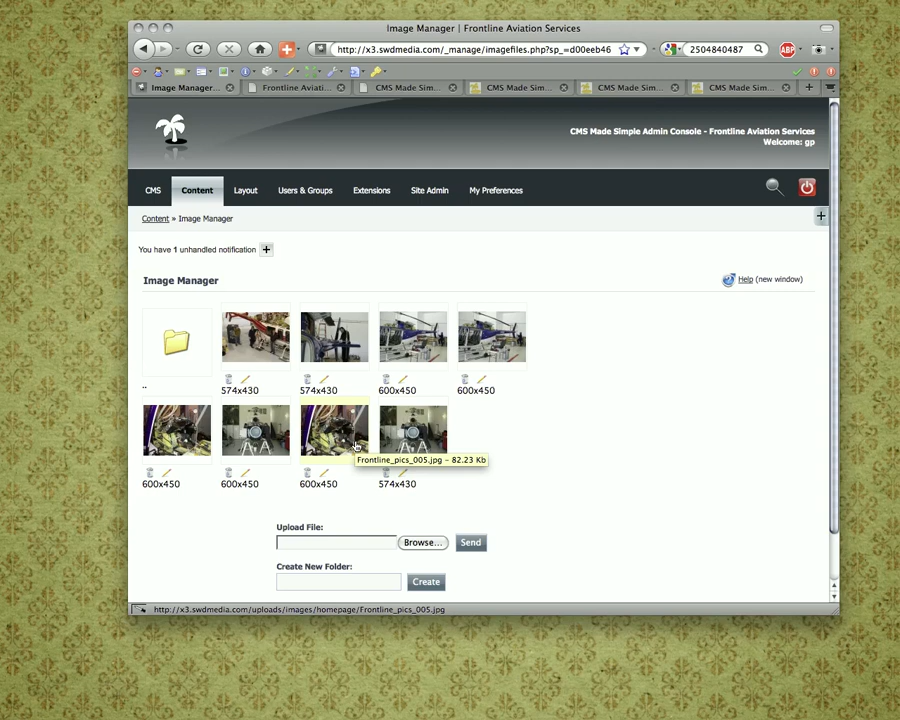 Image Manager | Frontline Aviation Services
http://x3.swdmedia.com/_manage/imagefiles.php?sp_=d00eeb46
2504840487
ABP
Image Manager...
Frontline Aviati...
CMS Made Sim...
CMS Made Sim...
CMS Made Sim...
CMS Made Sim...
CMS Made Simple Admin Console - Frontline Aviation Services
Welcome: gp
CMS
Content
Layout
Users & Groups
Extensions
Site Admin
My Preferences
Content » Image Manager
You have 1 unhandled notification
Image Manager
Help (new window)
..
574x430
574x430
600x450
600x450
Frontline_pics_005.jpg - 82.23 Kb
600x450
600x450
600x450
574x430
Upload File:
Browse...
Send
Create New Folder:
Create
http://x3.swdmedia.com/uploads/images/homepage/Frontline_pics_005.jpg